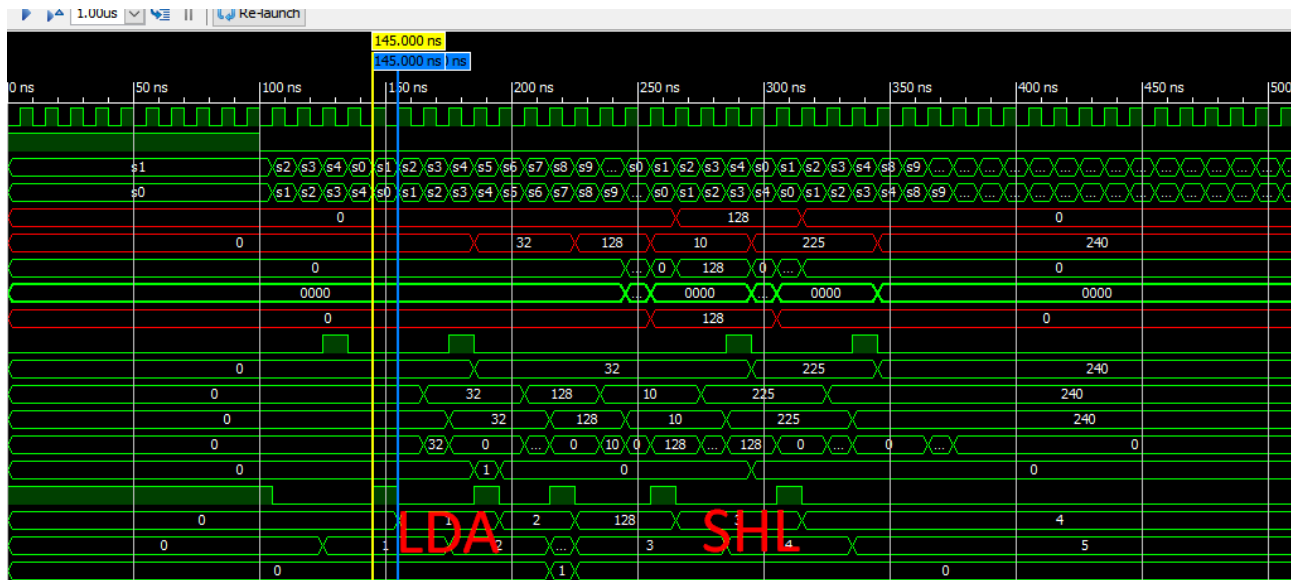 1.00us Re-launch
145.000 ns
145.000 ns ns
0 ns 50 ns 100 ns 150 ns 200 ns 250 ns 300 ns 350 ns 400 ns 450 ns 500
s1 s2 s3 s4 s0 s1 s2 s3 s4 s5 s6 s7 s8 s9 ... s0 s1 s2 s3 s4 s0 s1 s2 s3 s4 s8 s9 ... ... ... ... ... ... ... ... ... ... ... ... ...
s0 s1 s2 s3 s4 s0 s1 s2 s3 s4 s5 s6 s7 s8 s9 ... s0 s1 s2 s3 s4 s0 s1 s2 s3 s4 s8 s9 ... ... ... ... ... ... ... ... ... ... ... ... ...
0 128 0
0 32 128 10 225 240
0 ... 0 128 0 ... 0
0000 ... 0000 ... 0000 0000
0 128 0
0 32 225 240
0 32 128 10 225 240
0 32 128 10 225 240
0 32 0 ... 0 10 0 128 ... 128 0 ... 0 ... 0
0 1 0 0
0 1 2 128 3 4
LDA SHL
0 1 2 ... 3 4 5
0 1 0